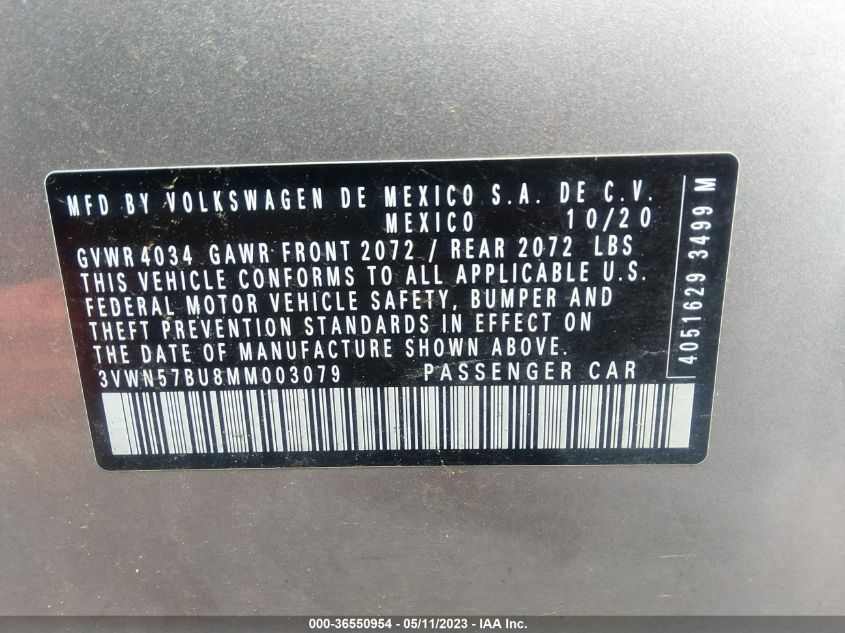 MFD BY VOLKSWAGEN DE MEXICO S.A. DE C.V.
MEXICO 10/20
GVWR 4034 GAWR FRONT 2072 / REAR 2072 LBS
THIS VEHICLE CONFORMS TO ALL APPLICABLE U.S.
FEDERAL MOTOR VEHICLE SAFETY, BUMPER AND
THEFT PREVENTION STANDARDS IN EFFECT ON
THE DATE OF MANUFACTURE SHOWN ABOVE.
3VWN57BU8MM003079 PASSENGER CAR
4051629 3499 M
000-36550954 - 05/11/2023 - IAA Inc.